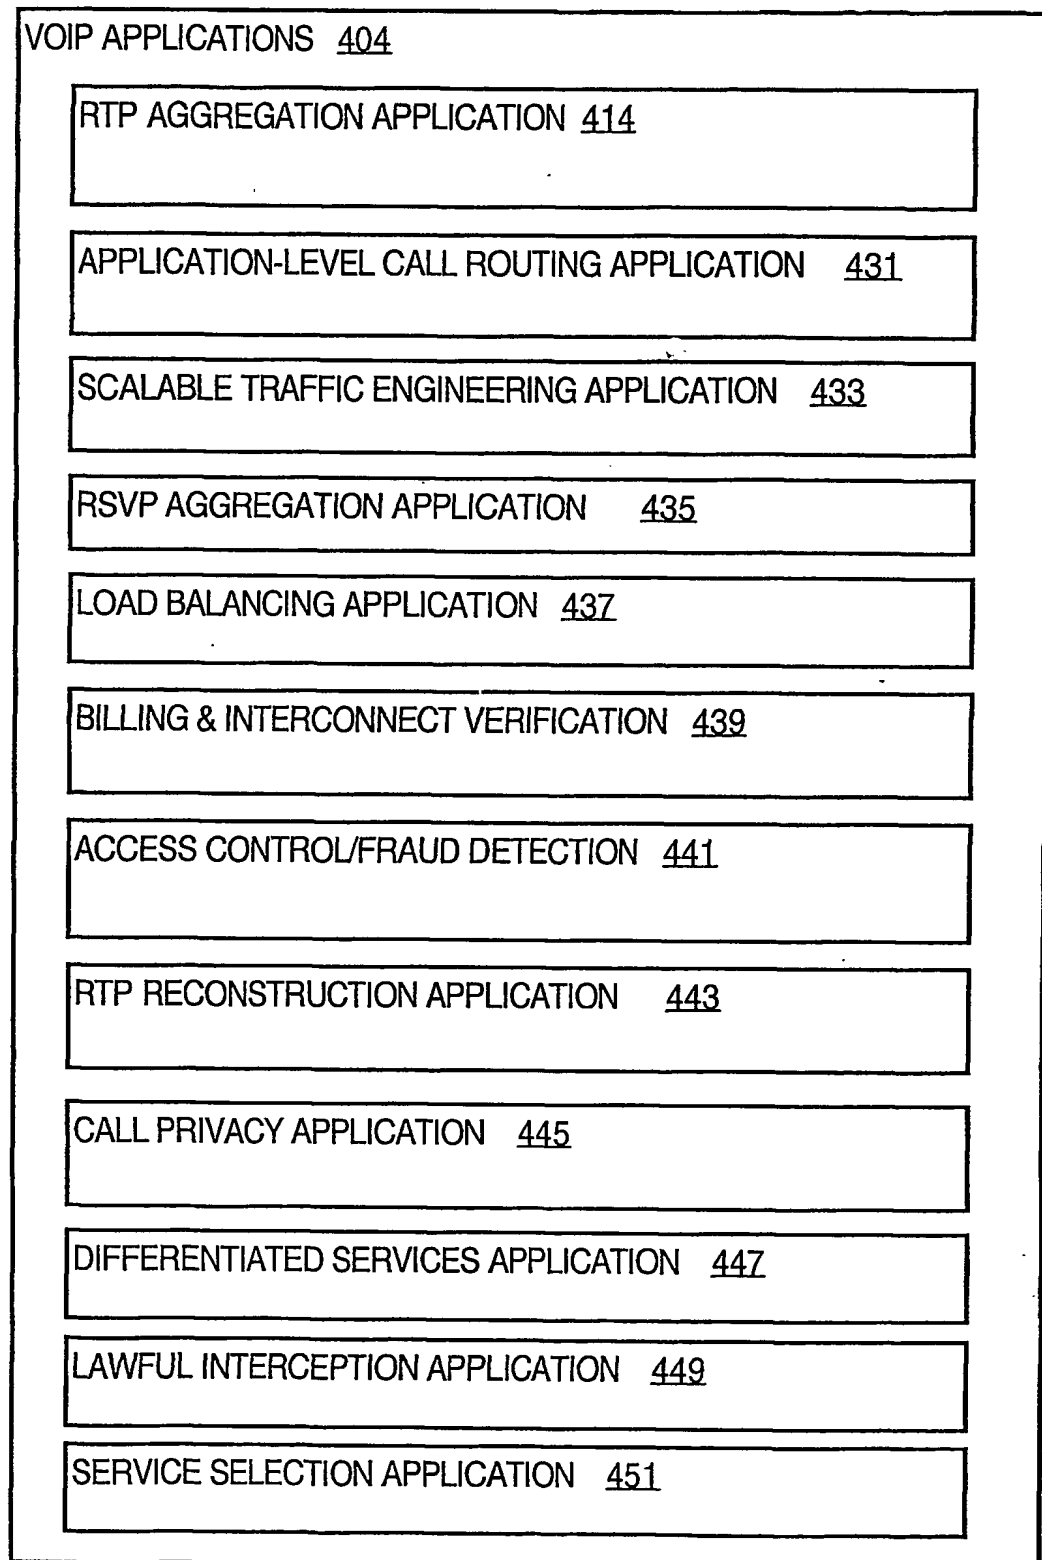 VOIP APPLICATIONS 404
RTP AGGREGATION APPLICATION 414
APPLICATION-LEVEL CALL ROUTING APPLICATION 431
SCALABLE TRAFFIC ENGINEERING APPLICATION 433
RSVP AGGREGATION APPLICATION 435
LOAD BALANCING APPLICATION 437
BILLING & INTERCONNECT VERIFICATION 439
ACCESS CONTROL/FRAUD DETECTION 441
RTP RECONSTRUCTION APPLICATION 443
CALL PRIVACY APPLICATION 445
DIFFERENTIATED SERVICES APPLICATION 447
LAWFUL INTERCEPTION APPLICATION 449
SERVICE SELECTION APPLICATION 451